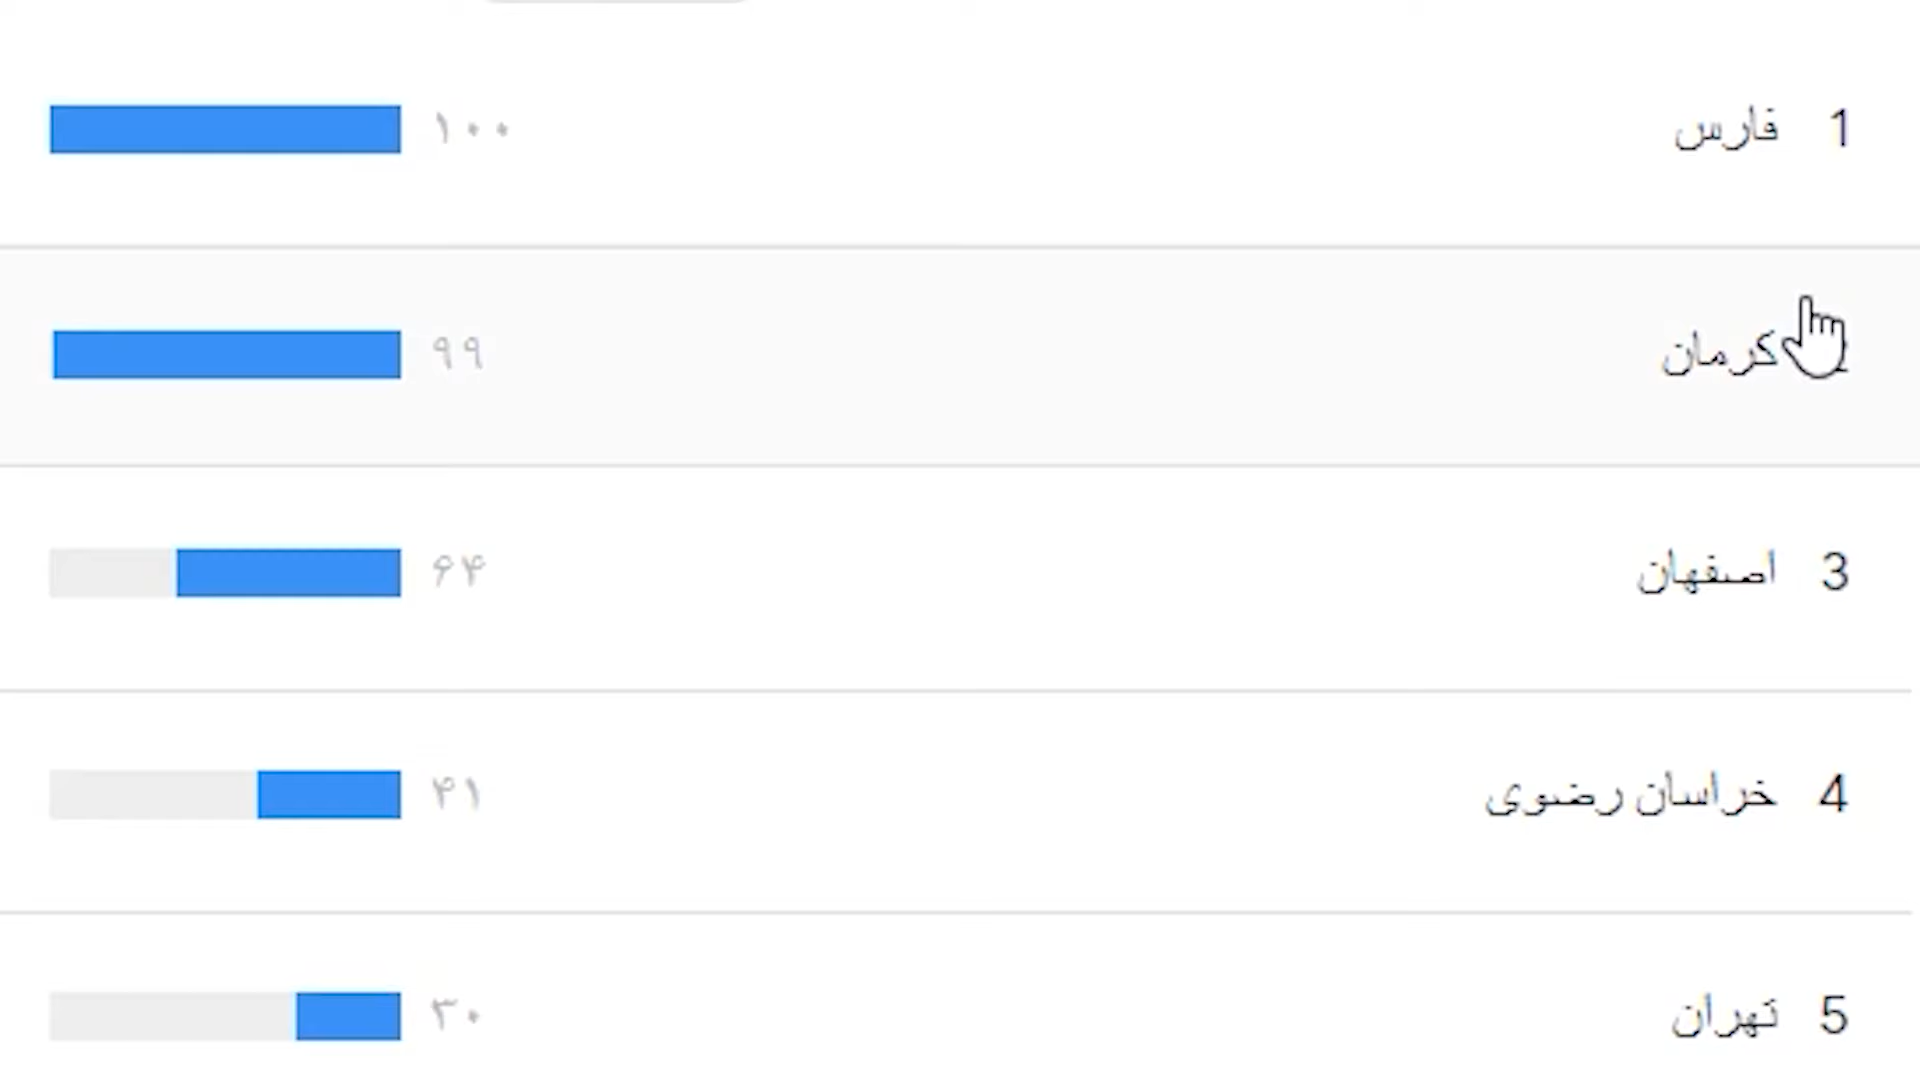 1 فارس ۱۰۰
کرمان ۹۹
3 اصفهان ۶۴
4 خراسان رضوی ۴۱
5 تهران ۳۰